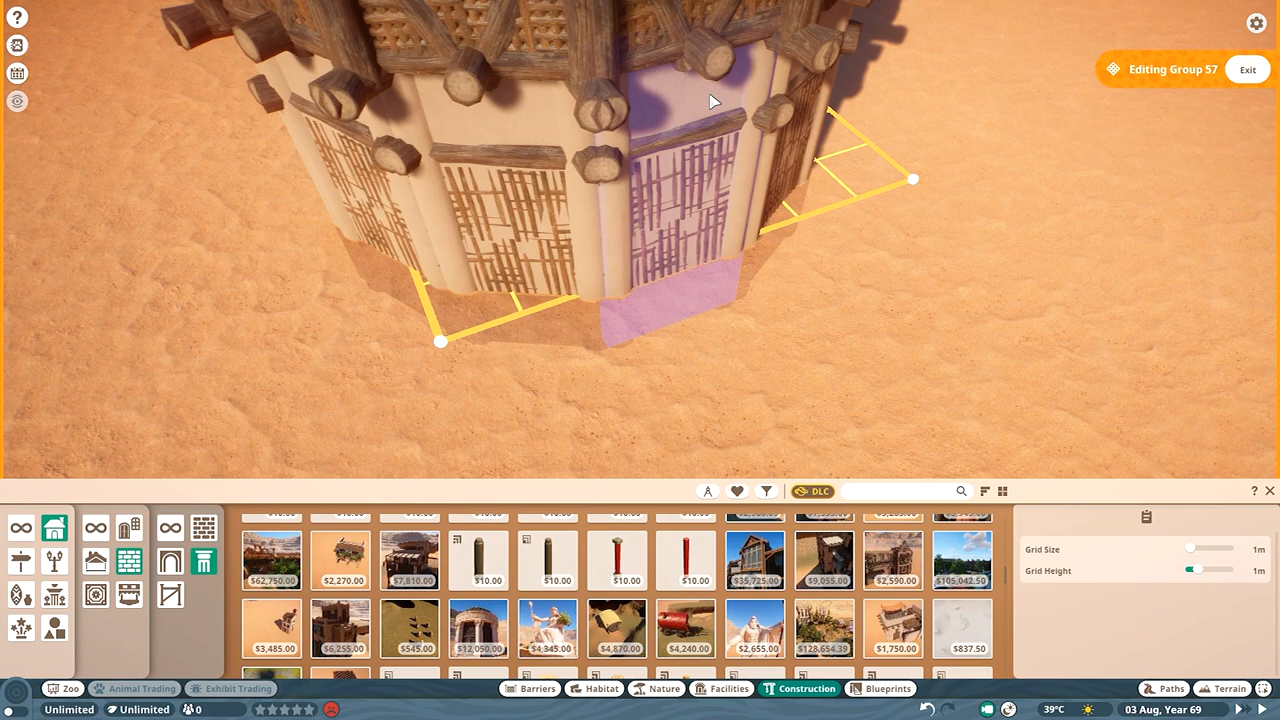 ?
Editing Group 57
Exit
DLC
? ×
Grid Size 1m
Grid Height 1m
$62,750.00
$2,270.00
$7,810.00
$10.00
$10.00
$10.00
$10.00
$35,725.00
$9,055.00
$2,590.00
$105,042.50
$3,485.00
$6,255.00
$545.00
$12,050.00
$4,345.00
$4,870.00
$4,240.00
$2,655.00
$128,654.39
$1,750.00
$837.50
Zoo
Animal Trading
Exhibit Trading
Barriers
Habitat
Nature
Facilities
Construction
Blueprints
Paths
Terrain
Unlimited
Unlimited
0
39°C
03 Aug, Year 69